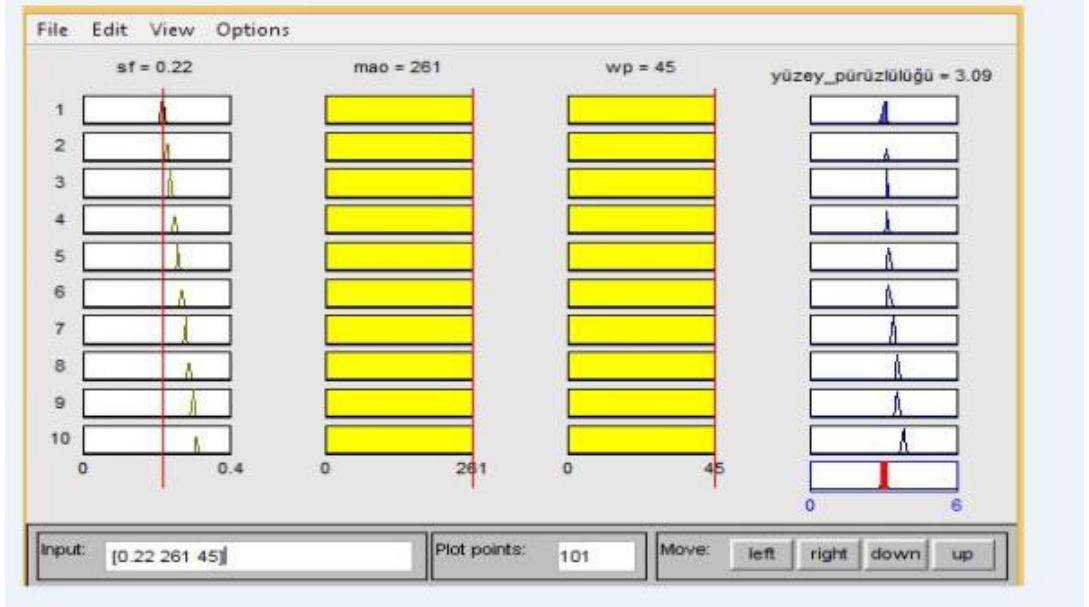 File Edit View Options
sf = 0.22 mao = 261 wp = 45 yüzey_pürüzlülüğü = 3.09
1
2
3
4
5
6
7
8
9
10
0 0.4 0 261 0 45
0 6
Input: [0.22 261 45] Plot points: 101 Move: left right down up